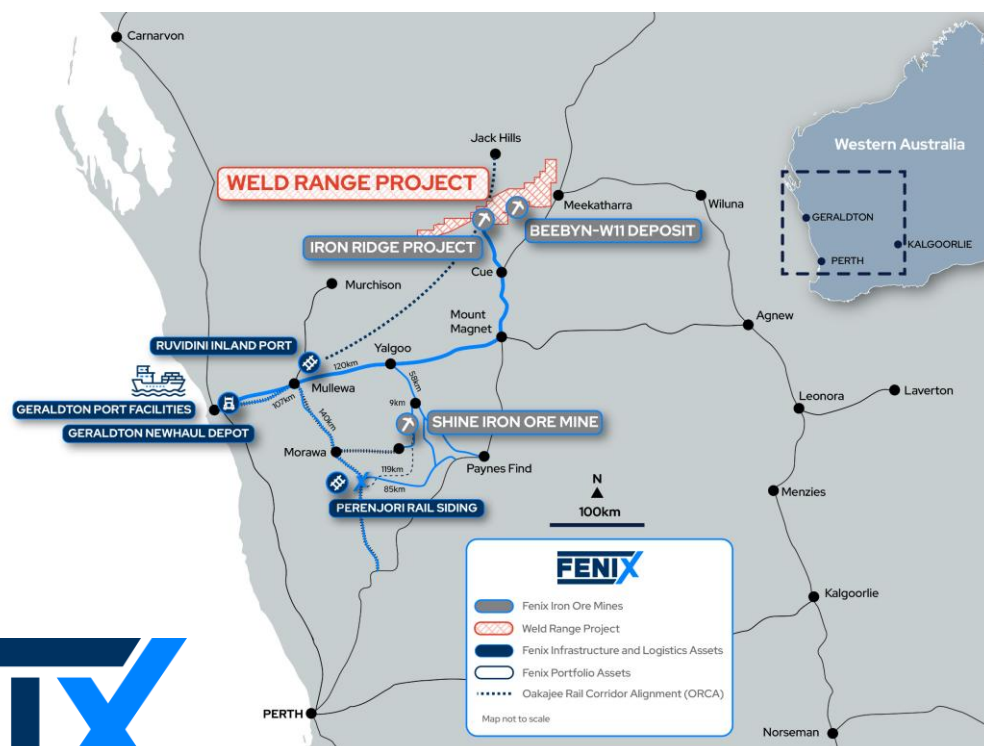 Carnarvon
Jack Hills
Western Australia
WELD RANGE PROJECT
Meekatharra
Wiluna
GERALDTON
BEEBYN-W11 DEPOSIT
IRON RIDGE PROJECT
KALGOORLIE
PERTH
Cue
Murchison
Mount
Magnet
Agnew
RUVIDINI INLAND PORT
Yalgoo
120km
58km
Mullewa
Laverton
GERALDTON PORT FACILITIES
107km
9km
Leonora
140km
SHINE IRON ORE MINE
GERALDTON NEWHAUL DEPOT
Morawa
119km
Paynes Find
85km
N
Menzies
PERENJORI RAIL SIDING
100km
FENIX
Fenix Iron Ore Mines
Weld Range Project
Fenix Infrastructure and Logistics Assets
Fenix Portfolio Assets
Oakajee Rail Corridor Alignment (ORCA)
Map not to scale
Kalgoorlie
PERTH
Norseman